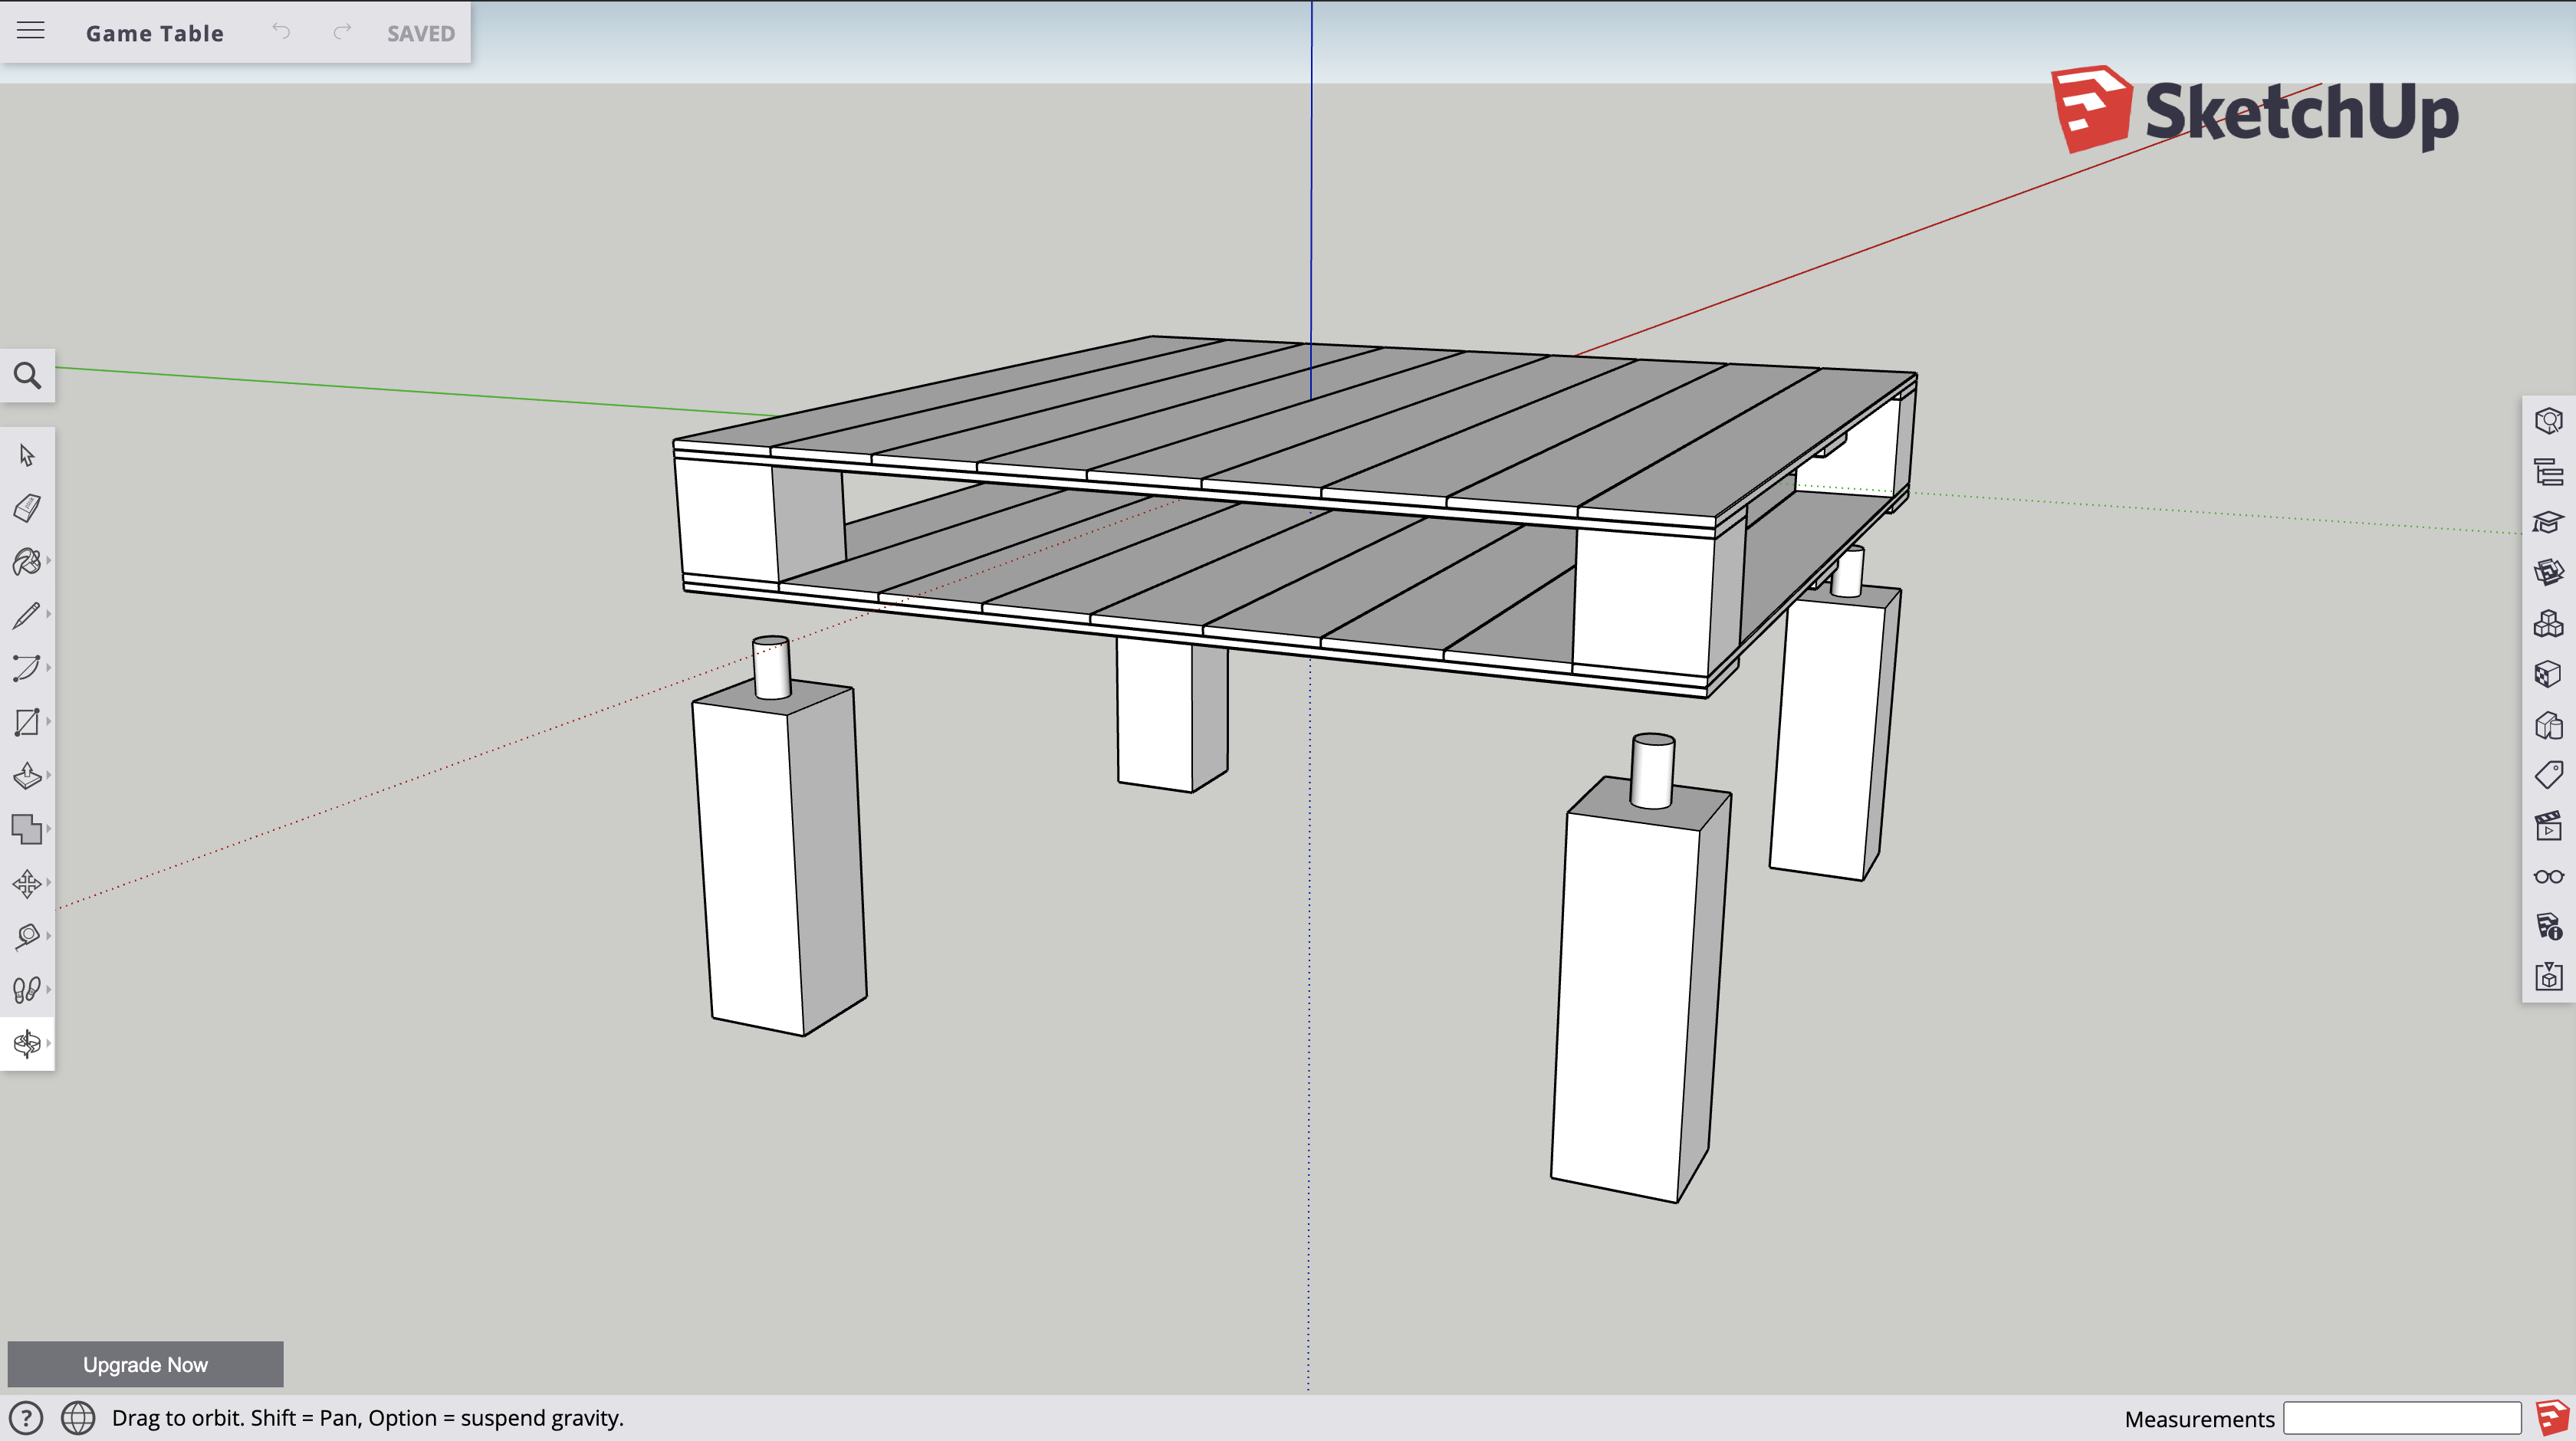 Game Table
SAVED
SketchUp
Upgrade Now
? Drag to orbit. Shift = Pan, Option = suspend gravity.
Measurements